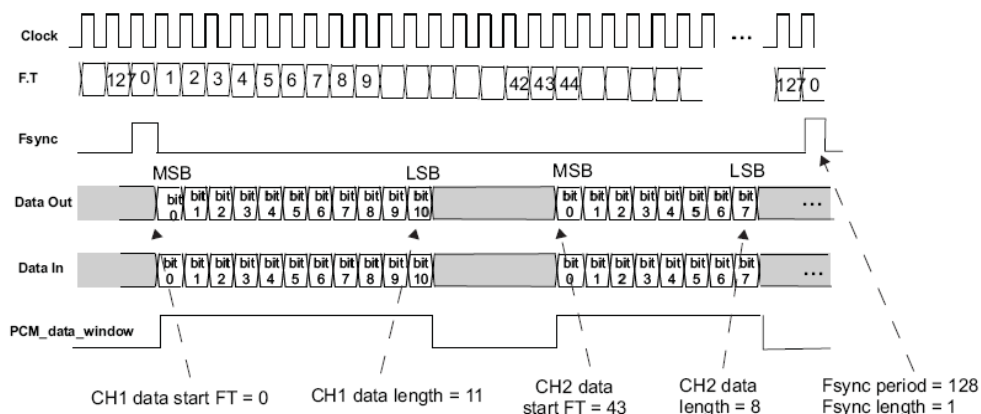 Clock ...
F.T 127 0 1 2 3 4 5 6 7 8 9 42 43 44 127 0
Fsync
MSB LSB MSB LSB
Data Out bit 0 bit 1 bit 2 bit 3 bit 4 bit 5 bit 6 bit 7 bit 8 bit 9 bit 10 bit 0 bit 1 bit 2 bit 3 bit 4 bit 5 bit 6 bit 7 ...
Data In bit 0 bit 1 bit 2 bit 3 bit 4 bit 5 bit 6 bit 7 bit 8 bit 9 bit 10 bit 0 bit 1 bit 2 bit 3 bit 4 bit 5 bit 6 bit 7 ...
PCM_data_window
CH1 data start FT = 0
CH1 data length = 11
CH2 data
start FT = 43
CH2 data
length = 8
Fsync period = 128
Fsync length = 1